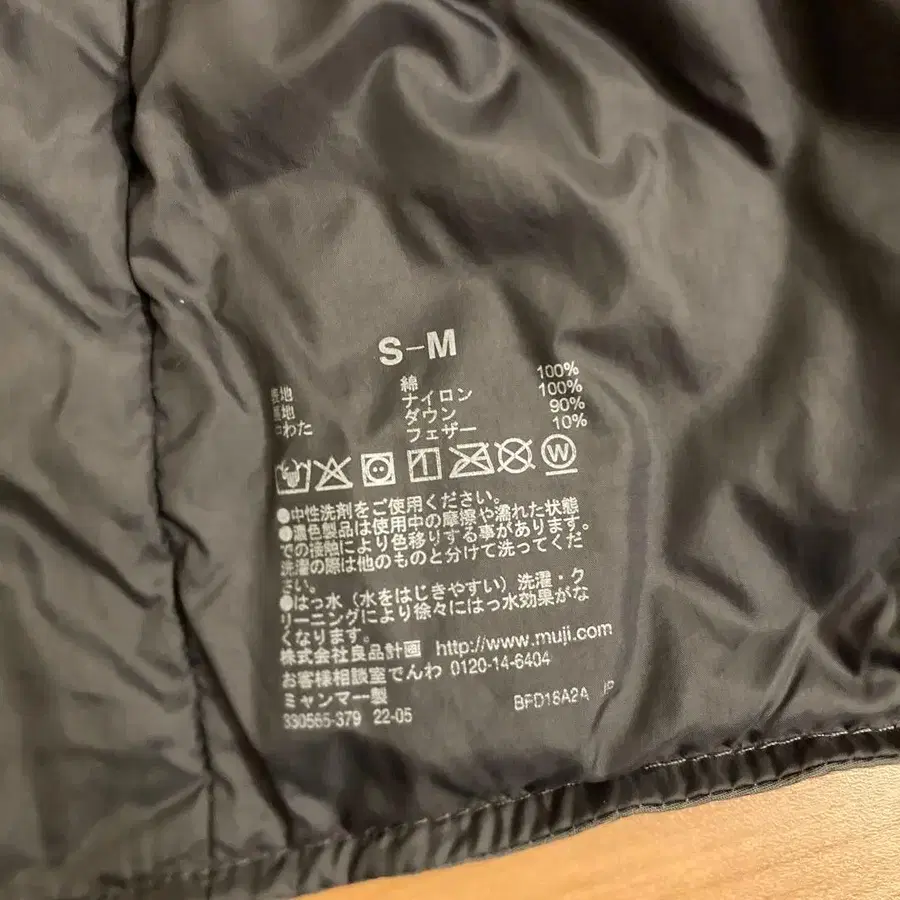 S-M
表地 綿 100%
裏地 ナイロン 100%
中わた ダウン 90%
フェザー 10%
W
●中性洗剤をご使用ください。
●濃色製品は使用中の摩擦や濡れた状態
での接触により色移りする事があります。
洗濯の際は他のものと分けて洗ってくだ
さい。
●はっ水(水をはじきやすい)洗濯・ク
リーニングにより徐々にはっ水効果がな
くなります。
株式会社良品計画 http://www.muji.com
お客様相談室でんわ 0120-14-6404
ミャンマー製 BFD18A2A JP
330565-379 22-05